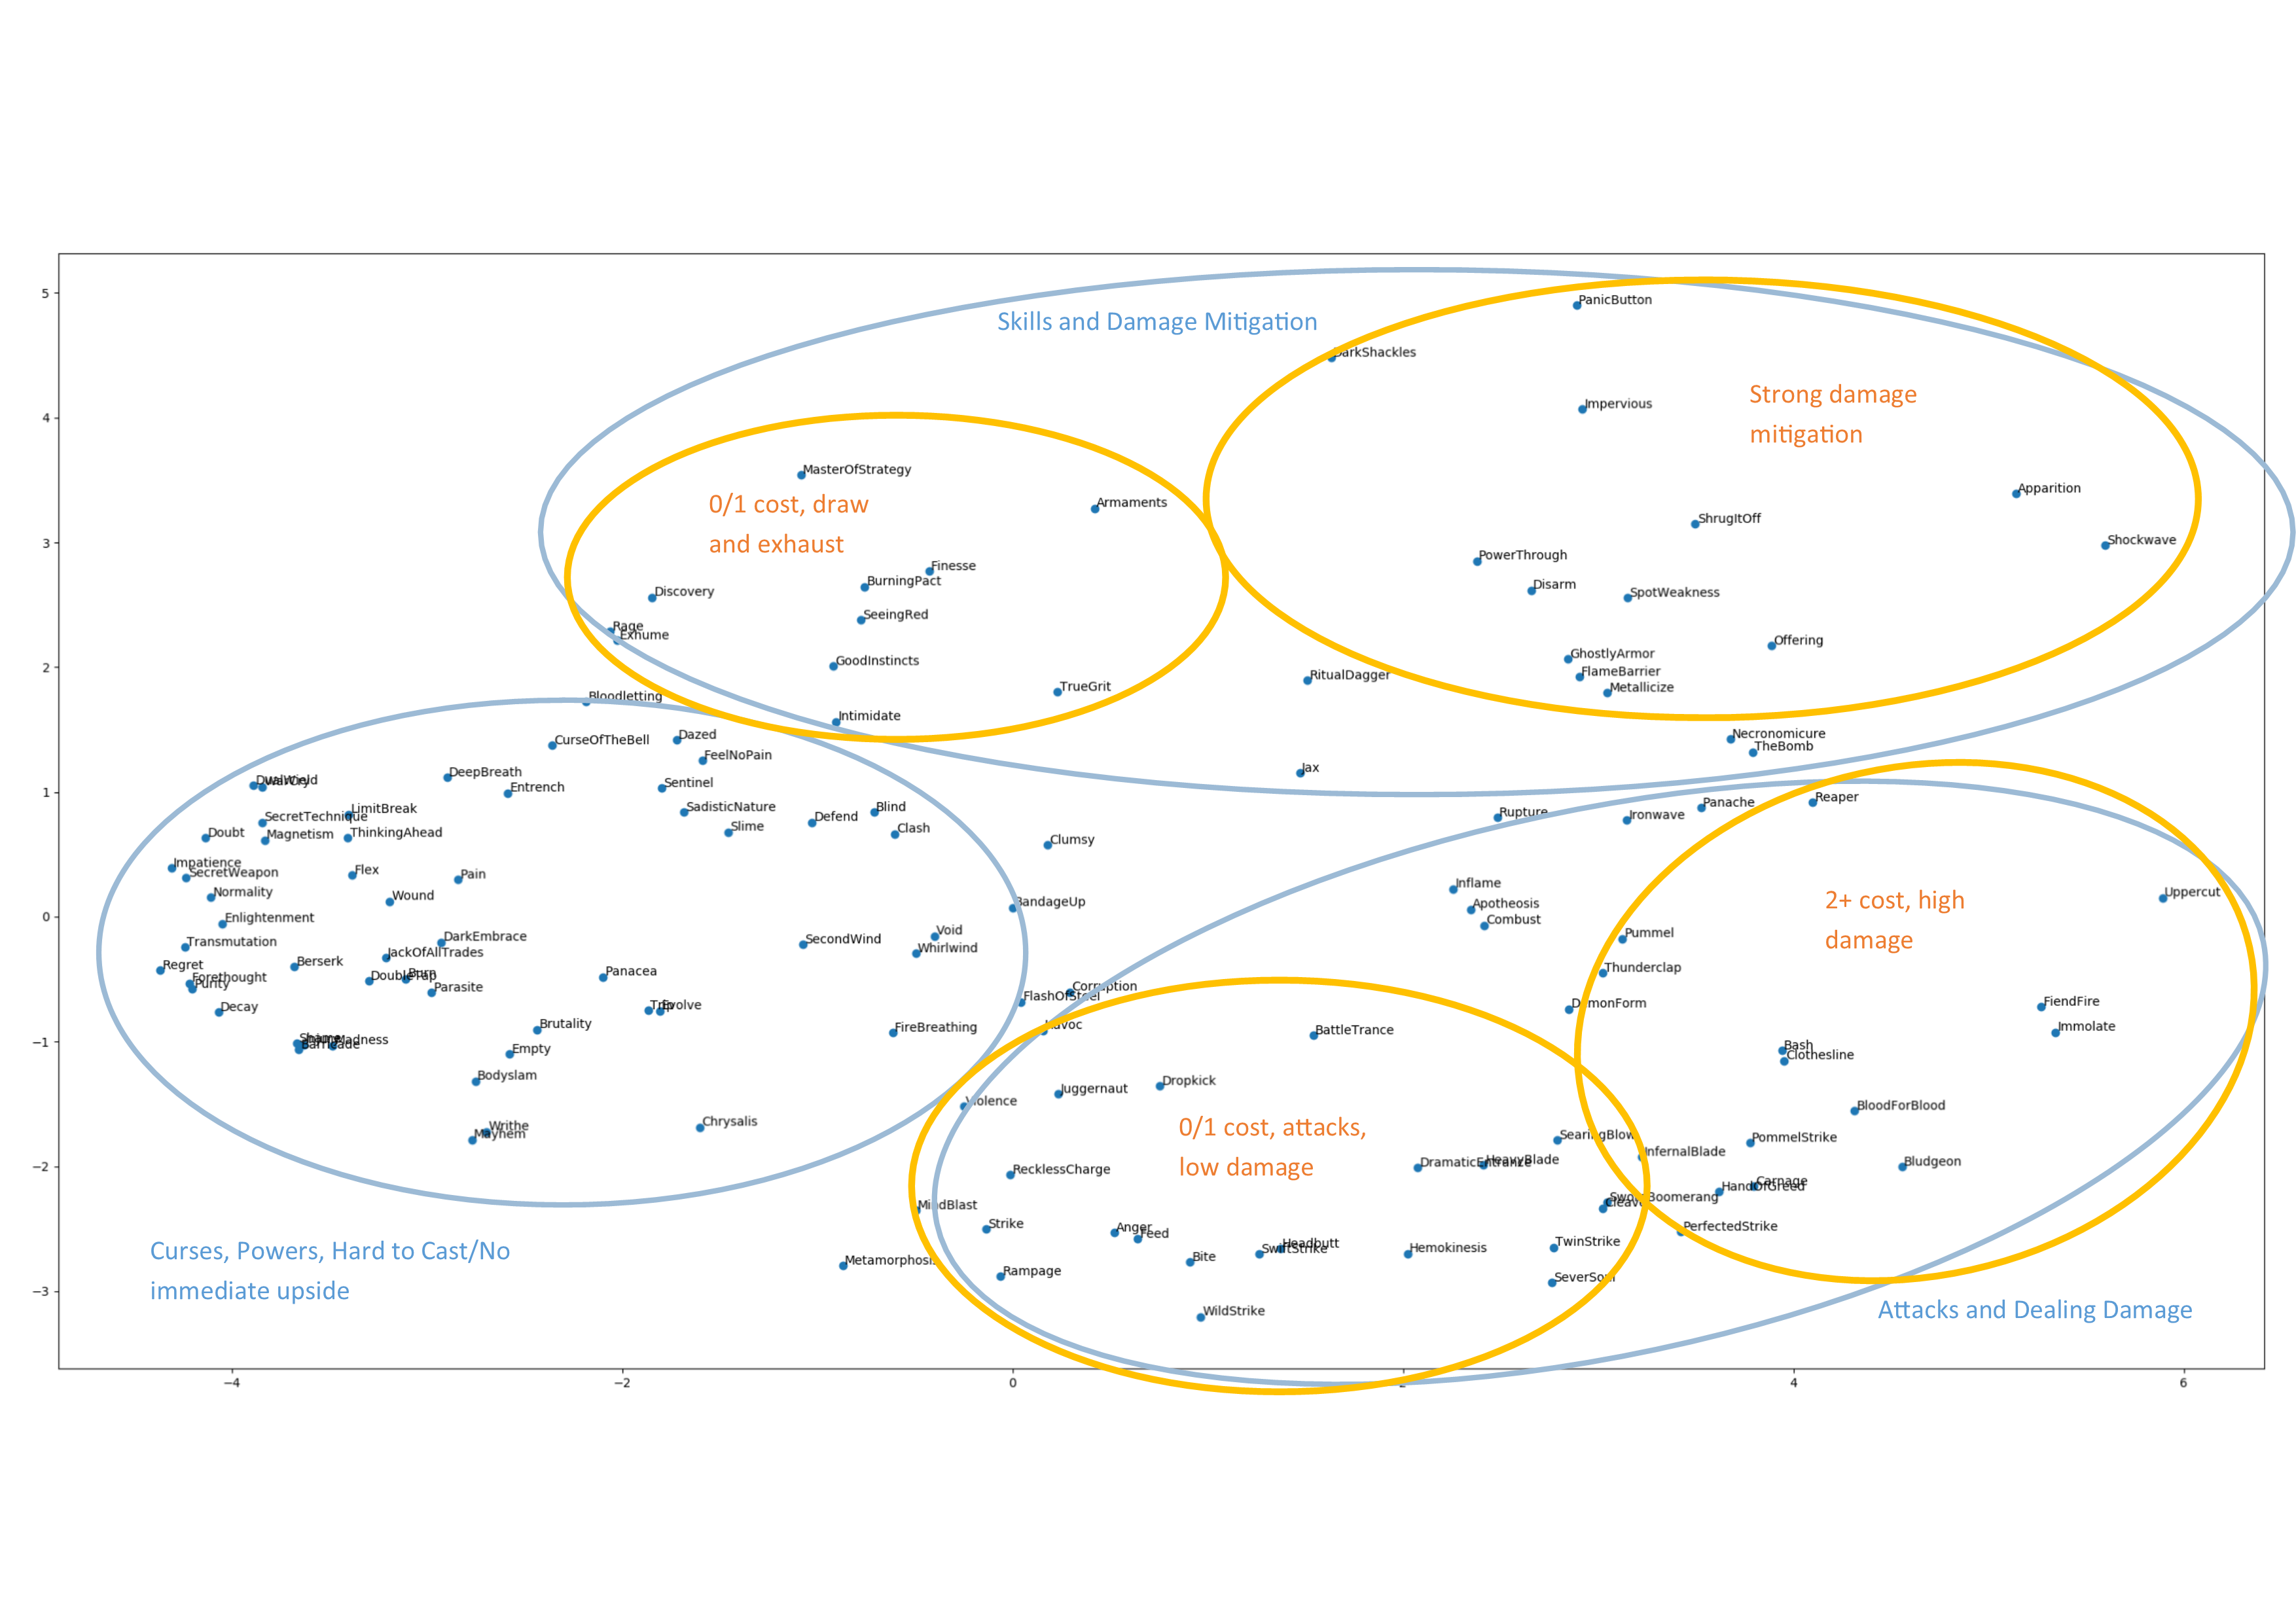 5
PanicButton
Skills and Damage Mitigation
DarkShackles
Strong damage
mitigation
Impervious
4
MasterOfStrategy
0/1 cost, draw
and exhaust
Armaments
Apparition
ShrugItOff
Shockwave
3
Finesse
BurningPact
PowerThrough
Discovery
Disarm
SpotWeakness
SeeingRed
Rage
Exhume
Offering
2
GoodInstincts
GhostlyArmor
FlameBarrier
RitualDagger
Metallicize
TrueGrit
Bloodletting
Intimidate
CurseOfTheBell
Dazed
Necronomicure
TheBomb
FeelNoPain
Jax
DeepBreath
DualWield
Sentinel
Entrench
1
Reaper
Panache
SadisticNature
Blind
LimitBreak
SecretTechnique
Defend
Rupture
Ironwave
Slime
Clash
Doubt
Magnetism
ThinkingAhead
Clumsy
Impatience
SecretWeapon
Flex
Pain
Inflame
Normality
Wound
BandageUp
Apotheosis
Uppercut
2+ cost, high
damage
0
Enlightenment
Combust
Transmutation
DarkEmbrace
SecondWind
Void
Whirlwind
Pummel
JackOfAllTrades
Regret
Berserk
Thunderclap
Forethought
Purity
DoubleTap
Burn
Panacea
Parasite
Corruption
FlashOfSteel
Decay
Evolve
DemonForm
FiendFire
Brutality
FireBreathing
Havoc
BattleTrance
Immolate
−1
Shame
Barricade
Madness
Empty
Bash
Clothesline
Bodyslam
Dropkick
Juggernaut
Violence
BloodForBlood
Chrysalis
0/1 cost, attacks,
low damage
Writhe
Mayhem
SearingBlow
PommelStrike
InfernalBlade
−2
RecklessCharge
DramaticEntrance
HeavyBlade
Bludgeon
Carnage
HandOfGreed
SwordBoomerang
Cleave
MindBlast
Strike
Anger
Feed
PerfectedStrike
Curses, Powers, Hard to Cast/No
immediate upside
Metamorphosis
Bite
Headbutt
SwiftStrike
Hemokinesis
TwinStrike
Rampage
SeverSoul
−3
WildStrike
Attacks and Dealing Damage
−4
−2
0
2
4
6